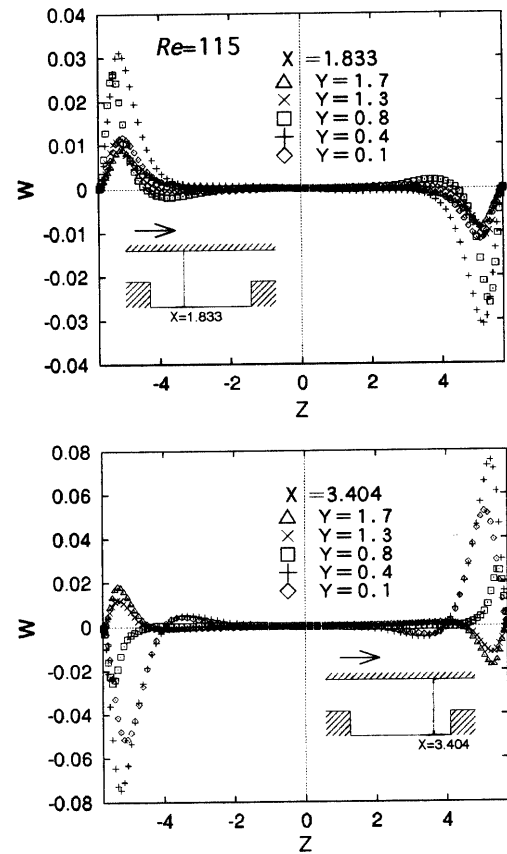 0.04
0.03
0.02
0.01
0
-0.01
-0.02
-0.03
-0.04
W
Re=115
X =1.833
Y=1.7
Y=1.3
Y=0.8
Y=0.4
Y=0.1
X=1.833
-4
-2
0
2
4
Z
0.08
0.06
0.04
0.02
0
-0.02
-0.04
-0.06
-0.08
W
X =3.404
Y=1.7
Y=1.3
Y=0.8
Y=0.4
Y=0.1
X=3.404
-4
-2
0
2
4
Z